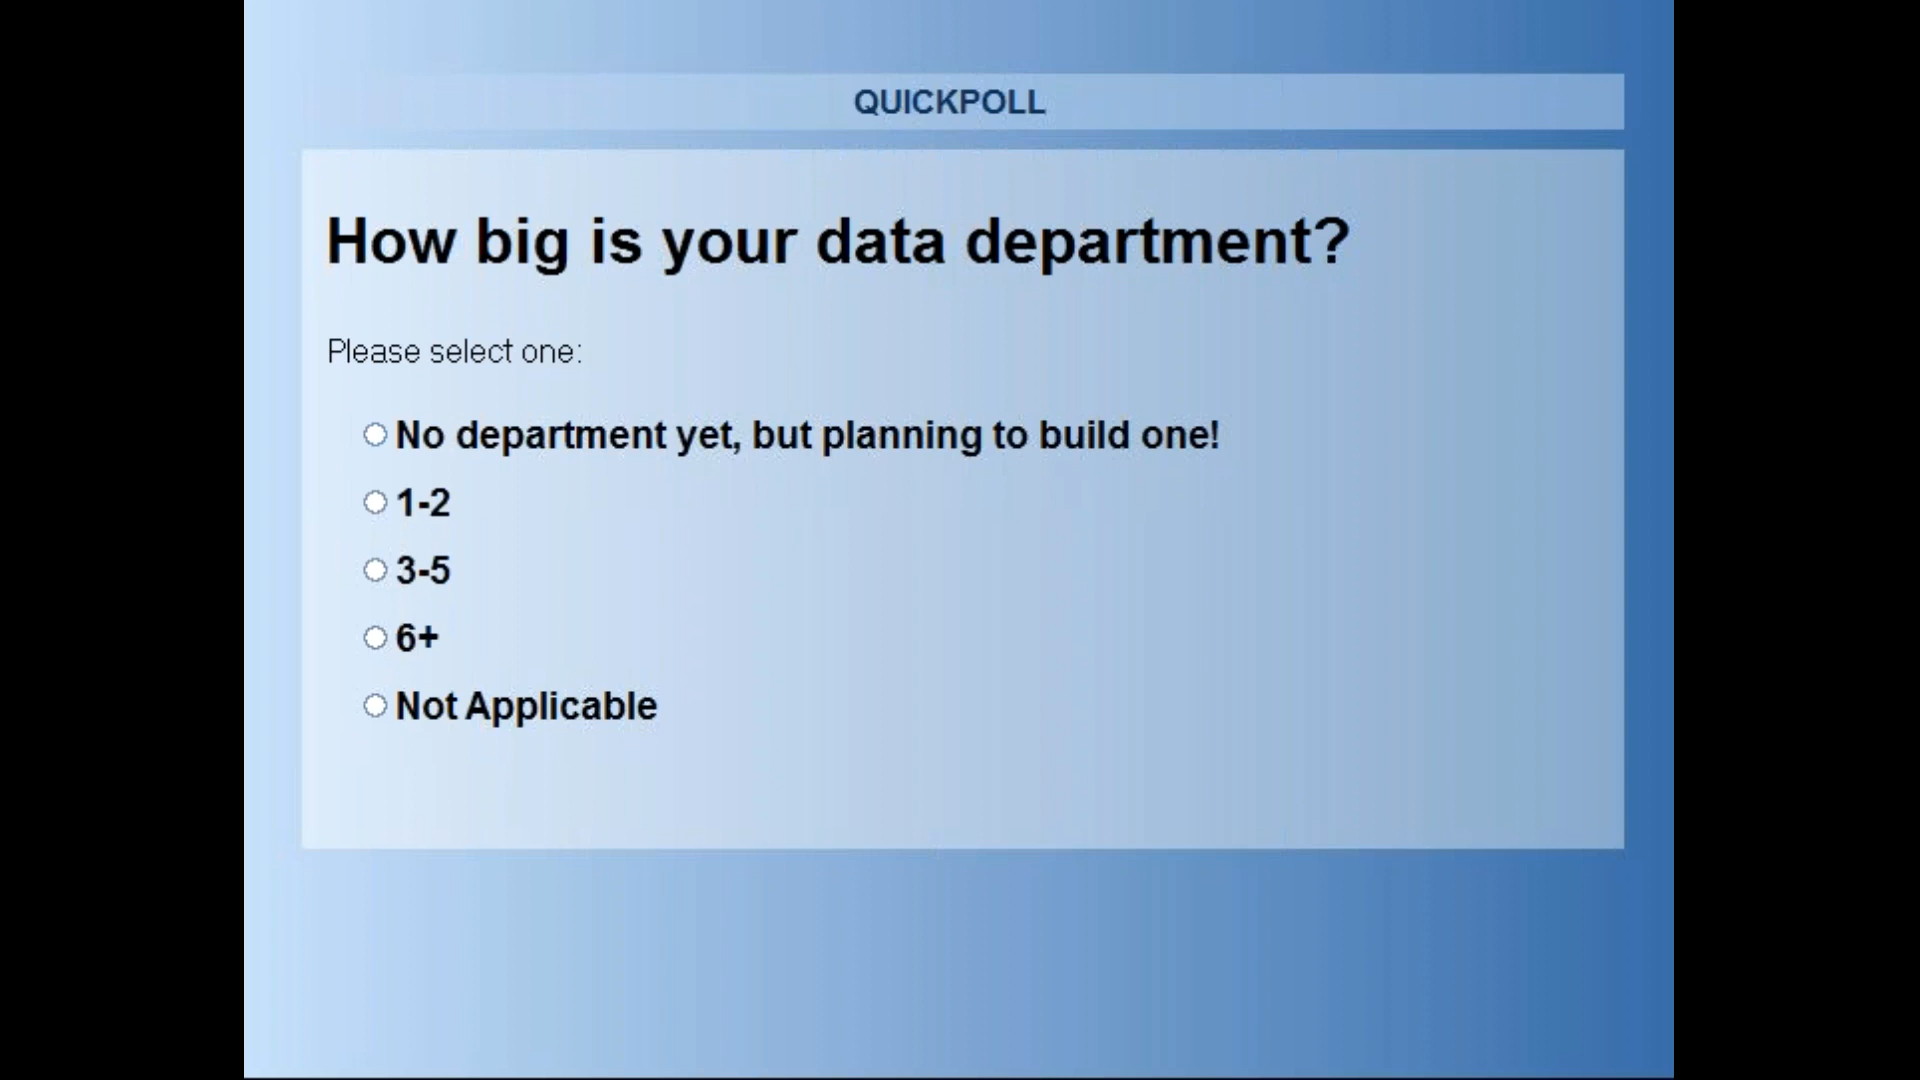 QUICKPOLL
How big is your data department?
Please select one:
No department yet, but planning to build one!
1-2
3-5
6+
Not Applicable